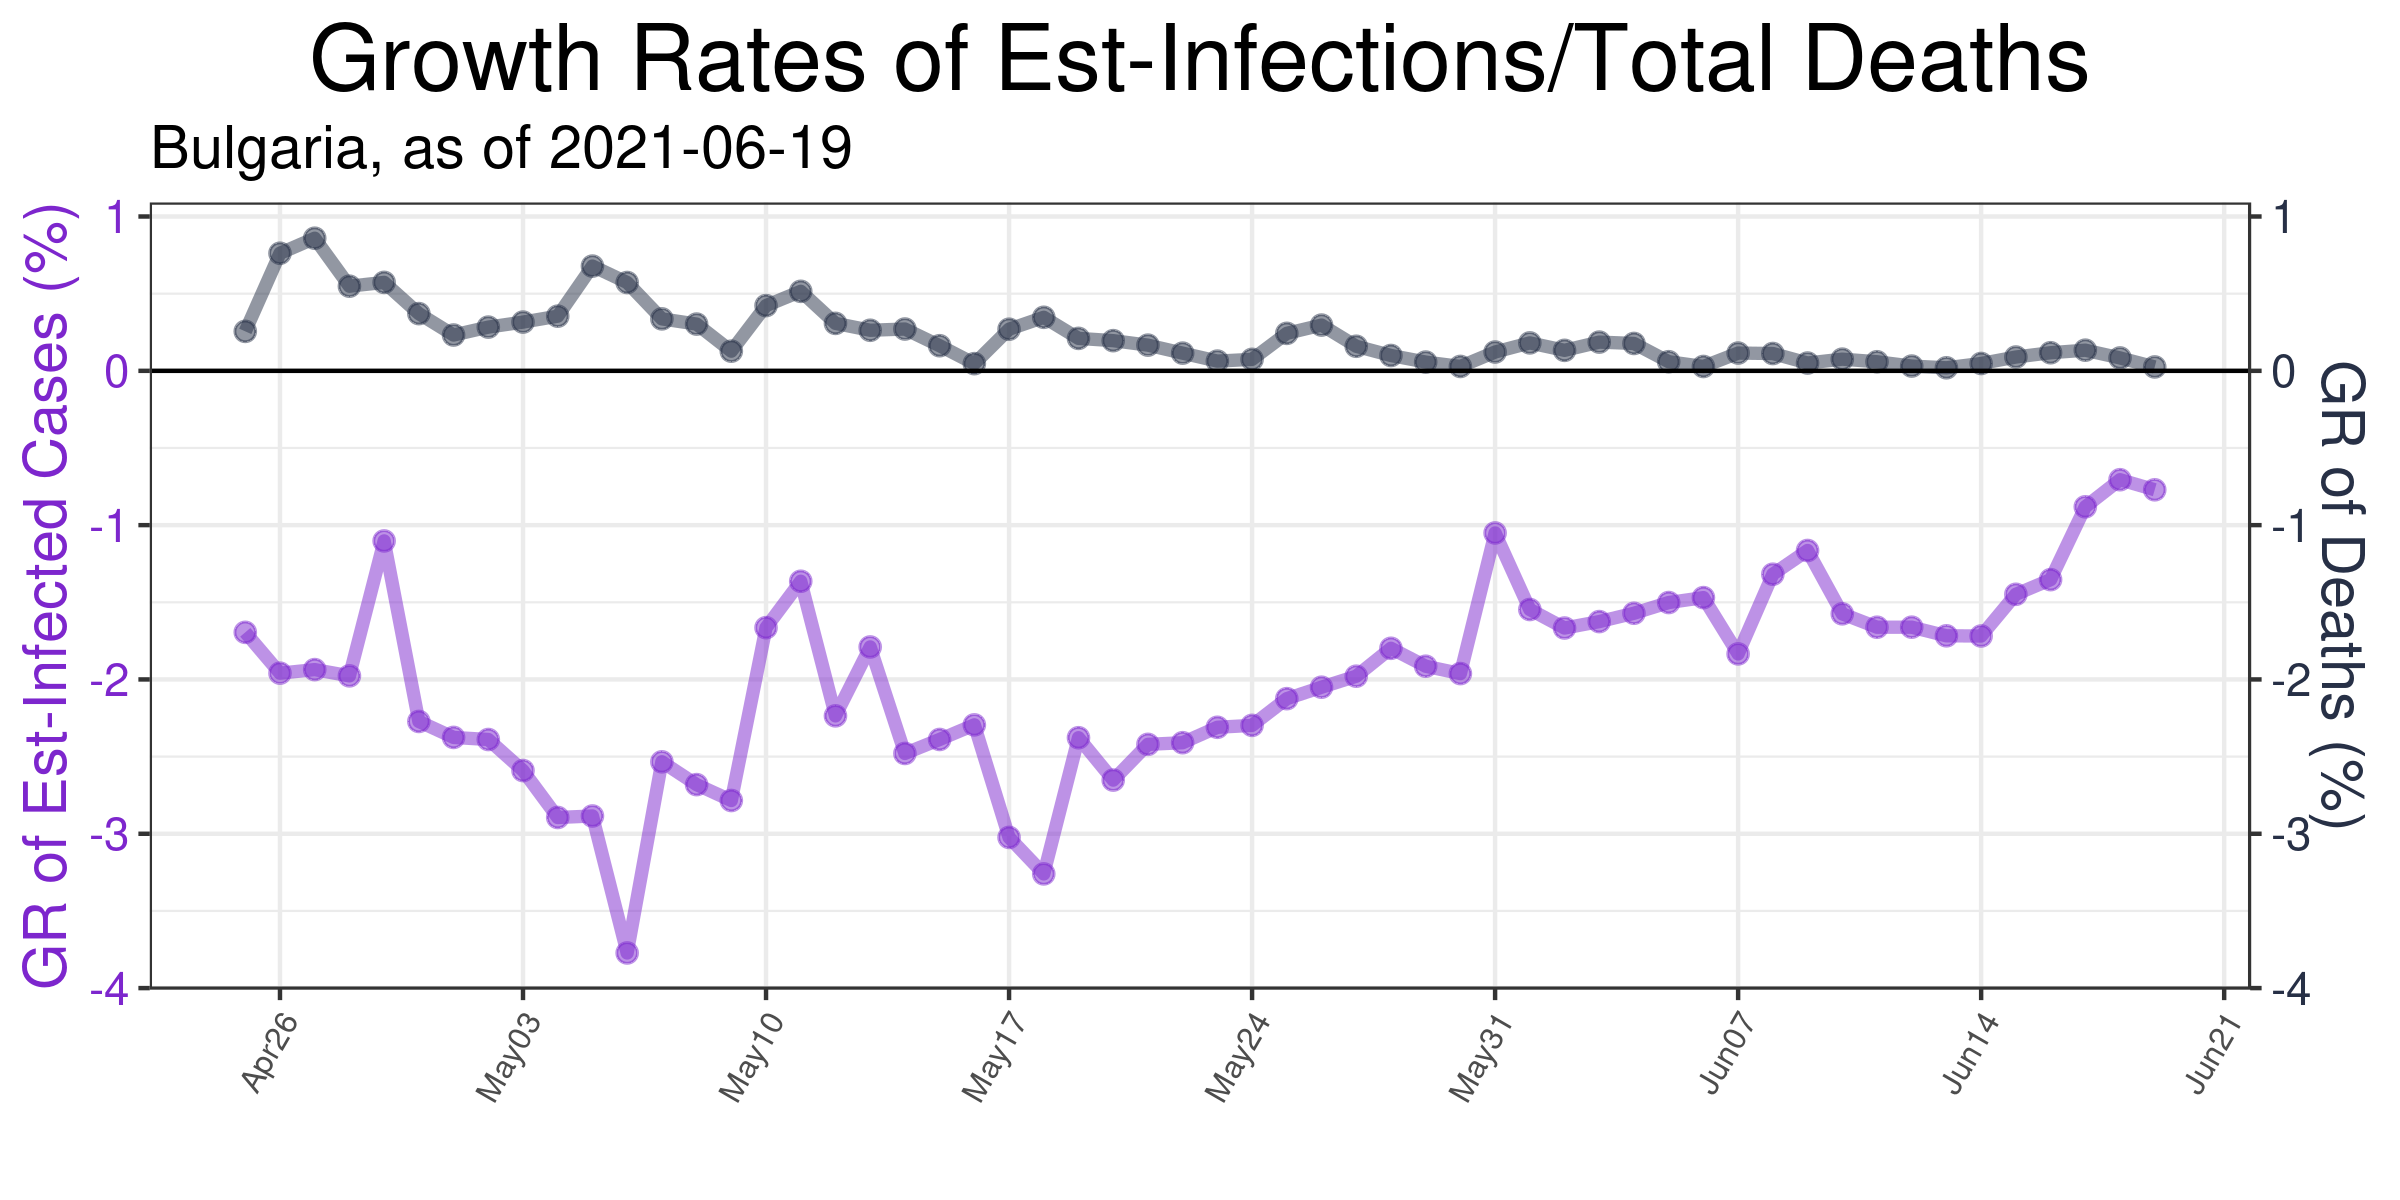 Growth Rates of Est-Infections/Total Deaths
Bulgaria, as of 2021-06-19
GR of Est-Infected Cases (%)
1
0
-1
-2
-3
-4
1
0
-1
-2
-3
-4
GR of Deaths (%)
Apr26
May03
May10
May17
May24
May31
Jun07
Jun14
Jun21